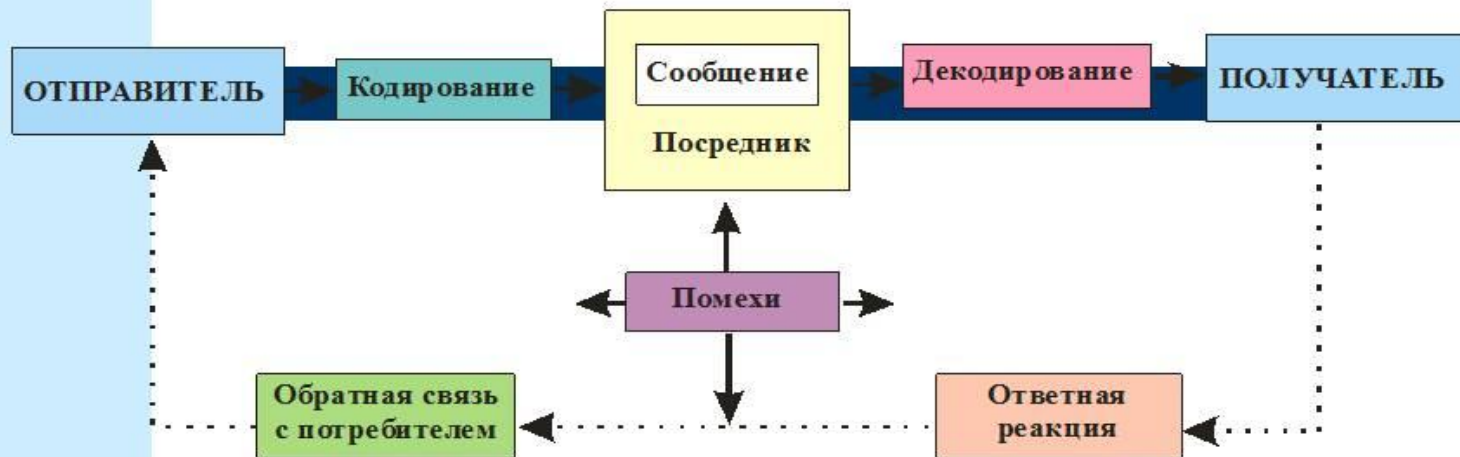 ОТПРАВИТЕЛЬ
Кодирование
Сообщение
Посредник
Декодирование
ПОЛУЧАТЕЛЬ
Помехи
Обратная связь
с потребителем
Ответная
реакция